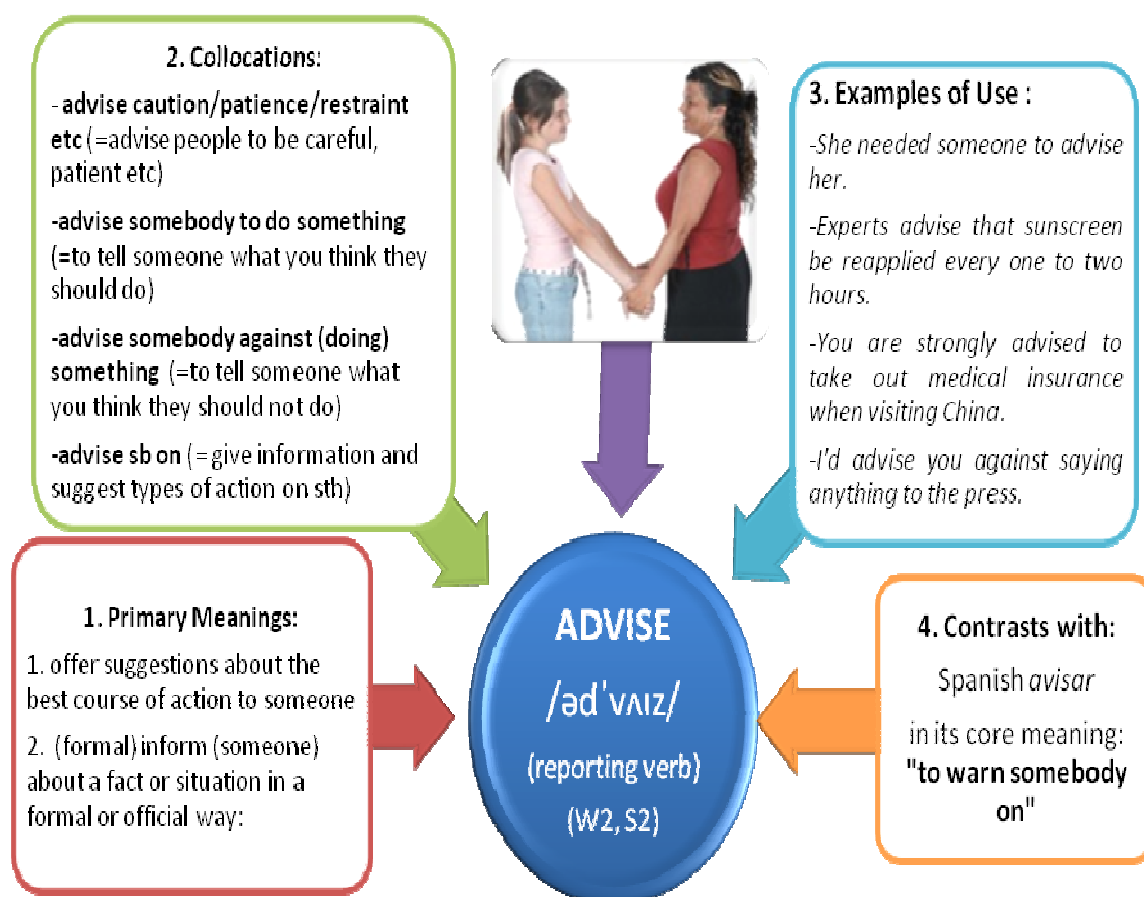 2. Collocations:
- advise caution/patience/restraint
etc (=advise people to be careful,
patient etc)
-advise somebody to do something
(=to tell someone what you think they
should do)
-advise somebody against (doing)
something (=to tell someone what
you think they should not do)
-advise sb on (= give information and
suggest types of action on sth)
3. Examples of Use :
-She needed someone to advise
her.
-Experts advise that sunscreen
be reapplied every one to two
hours.
-You are strongly advised to
take out medical insurance
when visiting China.
-I'd advise you against saying
anything to the press.
1. Primary Meanings:
1. offer suggestions about the
best course of action to someone
2. (formal) inform (someone)
about a fact or situation in a
formal or official way:
ADVISE
/ədˈvʌɪz/
(reporting verb)
(W2, S2)
4. Contrasts with:
Spanish avisar
in its core meaning:
"to warn somebody
on"